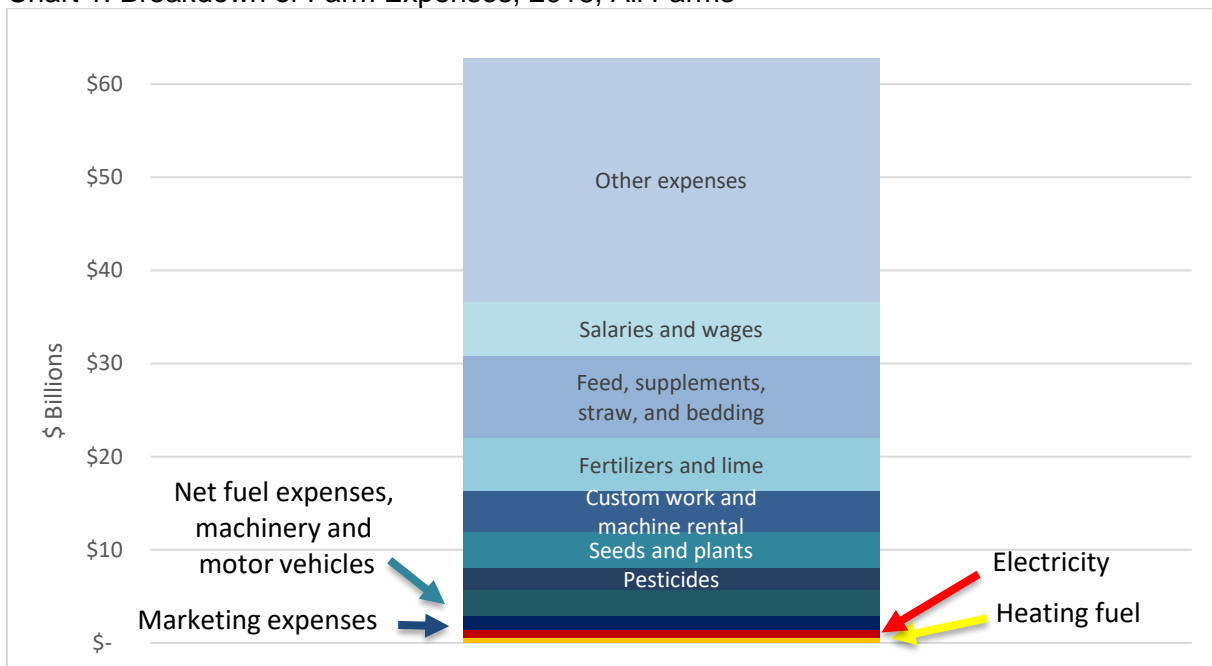 $60
$50
$40
$30
$20
$10
$-
$ Billions
Other expenses
Salaries and wages
Feed, supplements,
straw, and bedding
Fertilizers and lime
Custom work and
machine rental
Seeds and plants
Pesticides
Net fuel expenses,
machinery and
motor vehicles
Marketing expenses
Electricity
Heating fuel